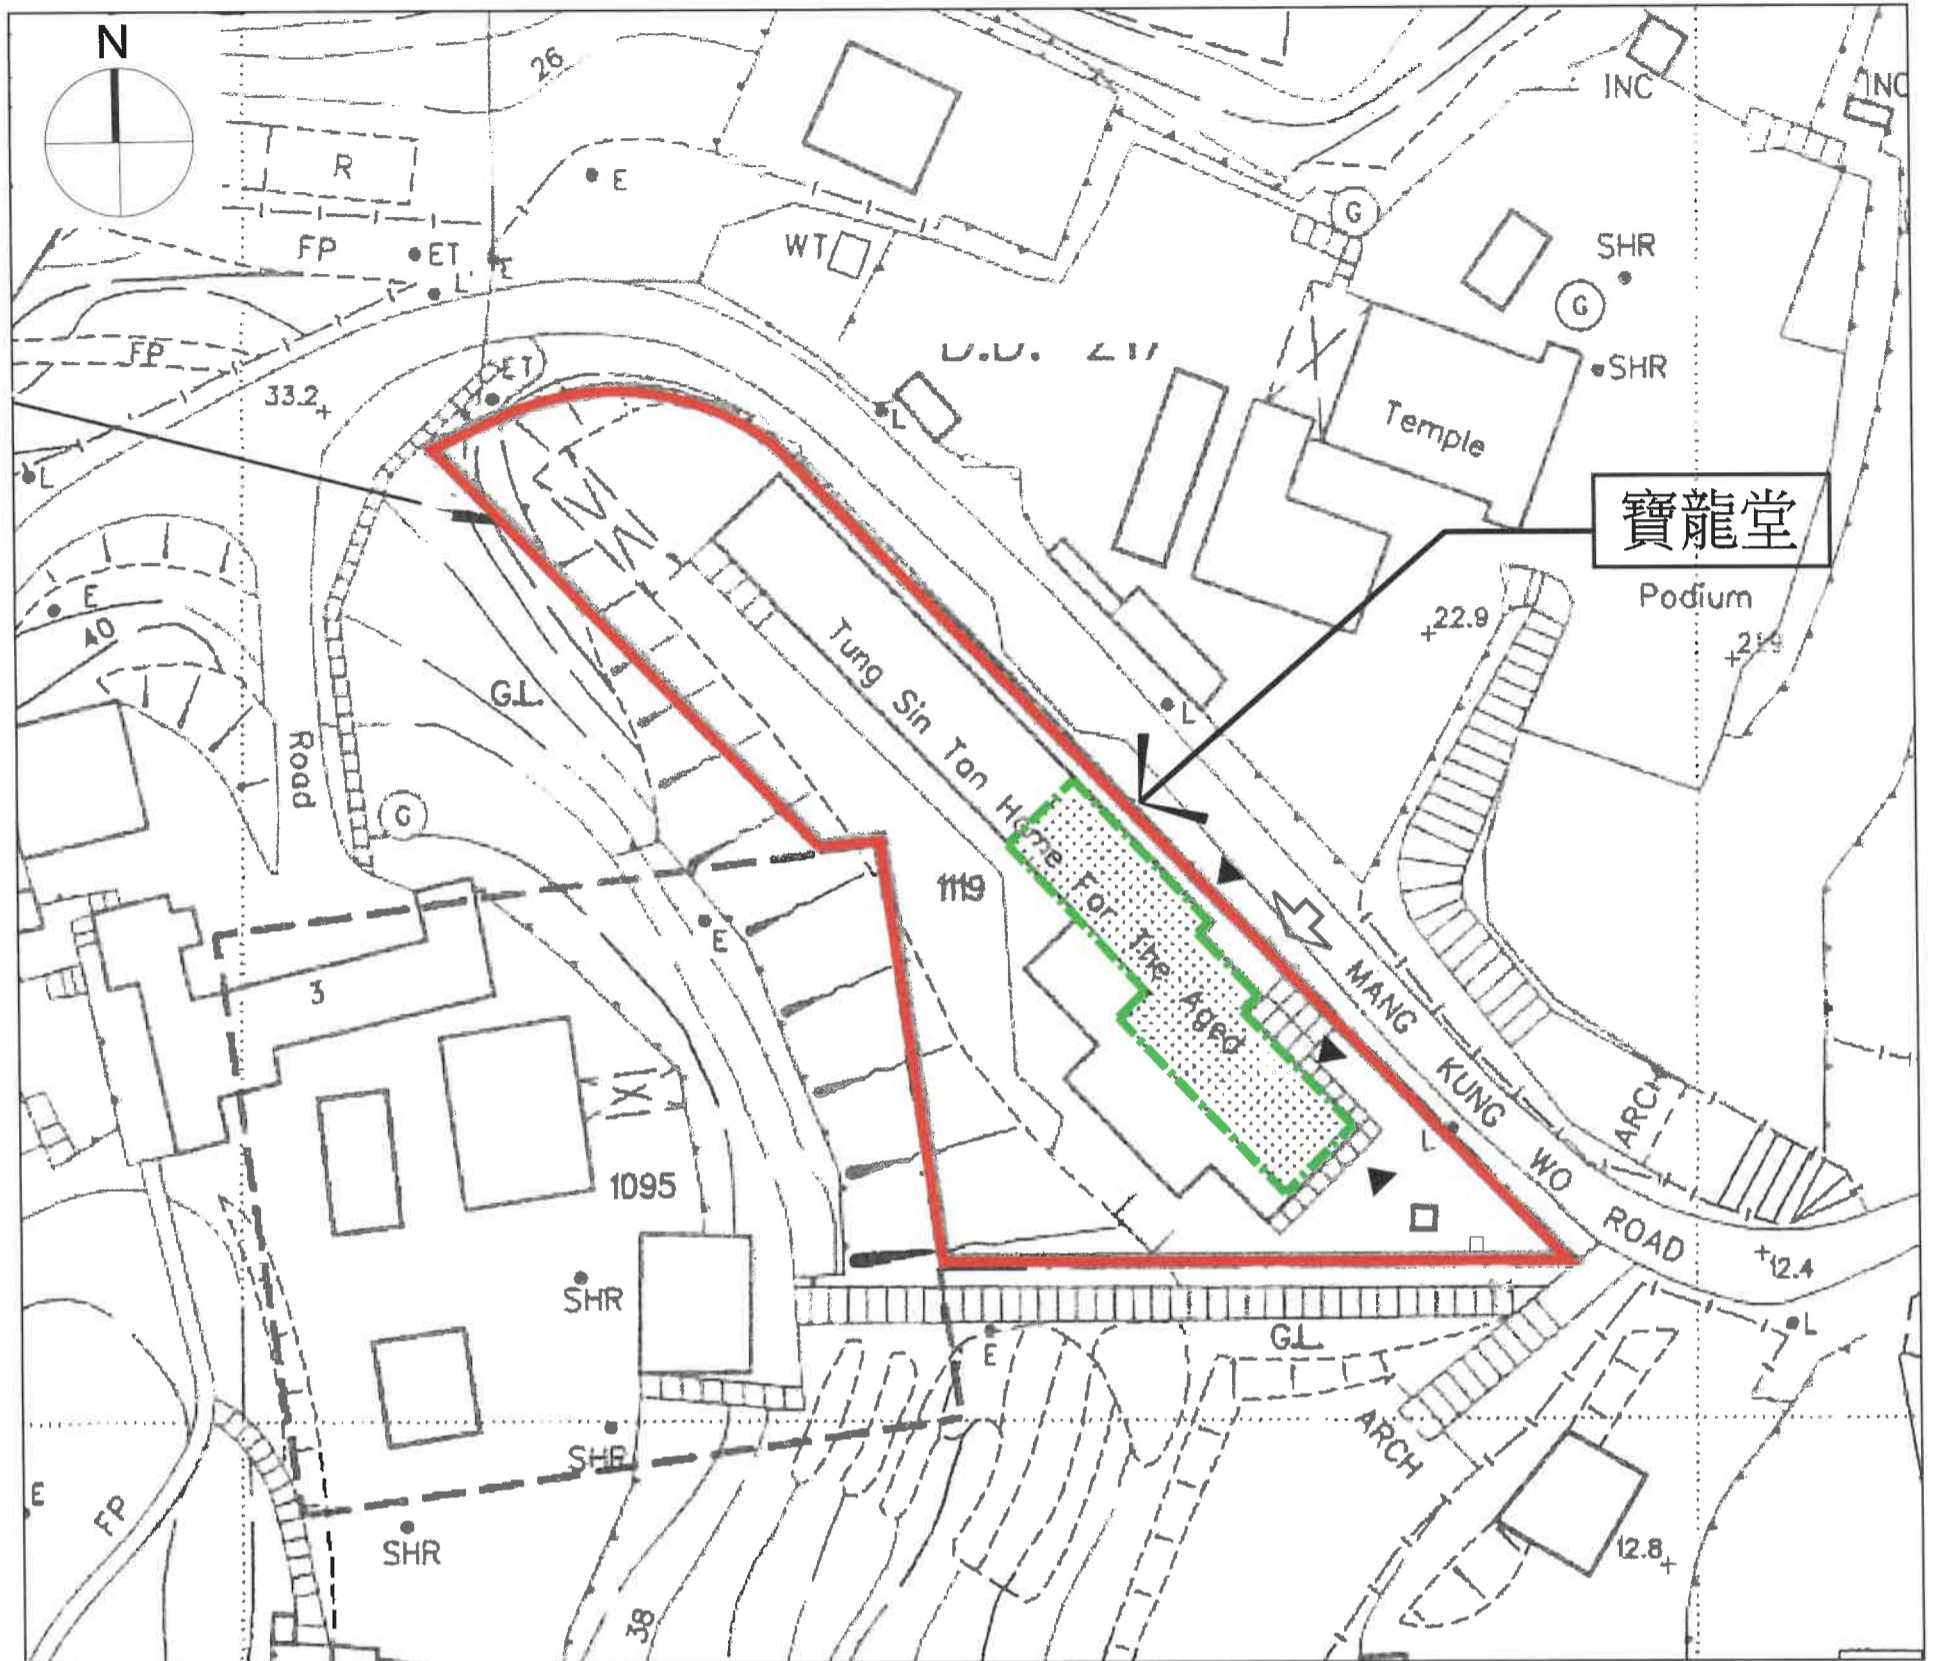 N
26
INC
INC
R
E
G
FP
ET
L
E
WT
SHR
G
SHR
FP
33.2
ET
L
L
Temple
寶龍堂
Podium
E
40
22.9
G.L.
Road
Tung Sin Tan Home For The Aged
L
G
1119
E
3
MANG KUNG WO ROAD
ARCH
L
1095
12.4
SHR
G.L.
L
E
ARCH
SHR
E
FP
SHR
12.8
38